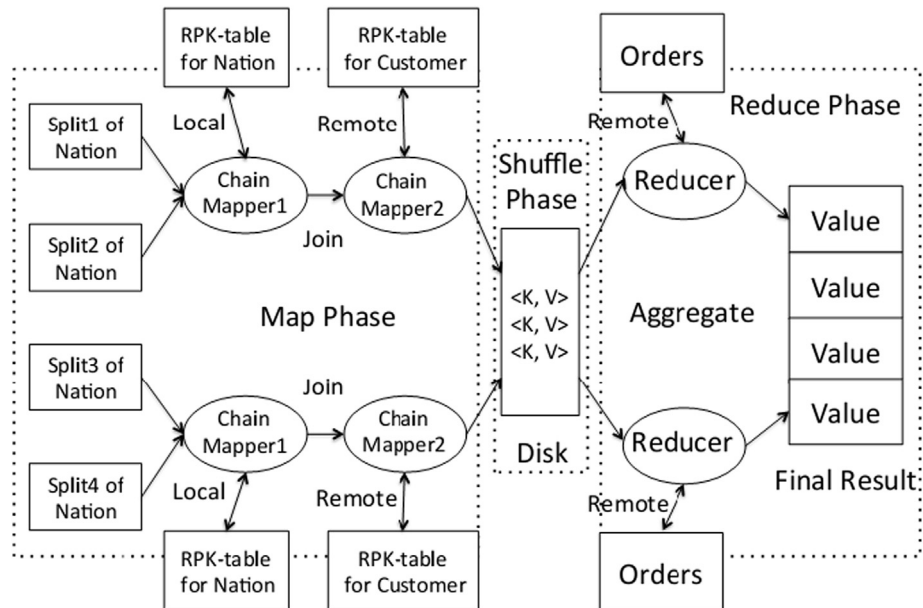 RPK-table
for Nation
RPK-table
for Customer
Orders
Reduce Phase
Split1 of
Nation
Local
Remote
Remote
Shuffle
Phase
Chain
Mapper1
Chain
Mapper2
Reducer
Join
Split2 of
Nation
Value
<K, V>
<K, V>
<K, V>
Map Phase
Aggregate
Value
Value
Value
Split3 of
Nation
Join
Chain
Mapper1
Chain
Mapper2
Reducer
Disk
Split4 of
Nation
Local
Remote
Remote
Final Result
RPK-table
for Nation
RPK-table
for Customer
Orders